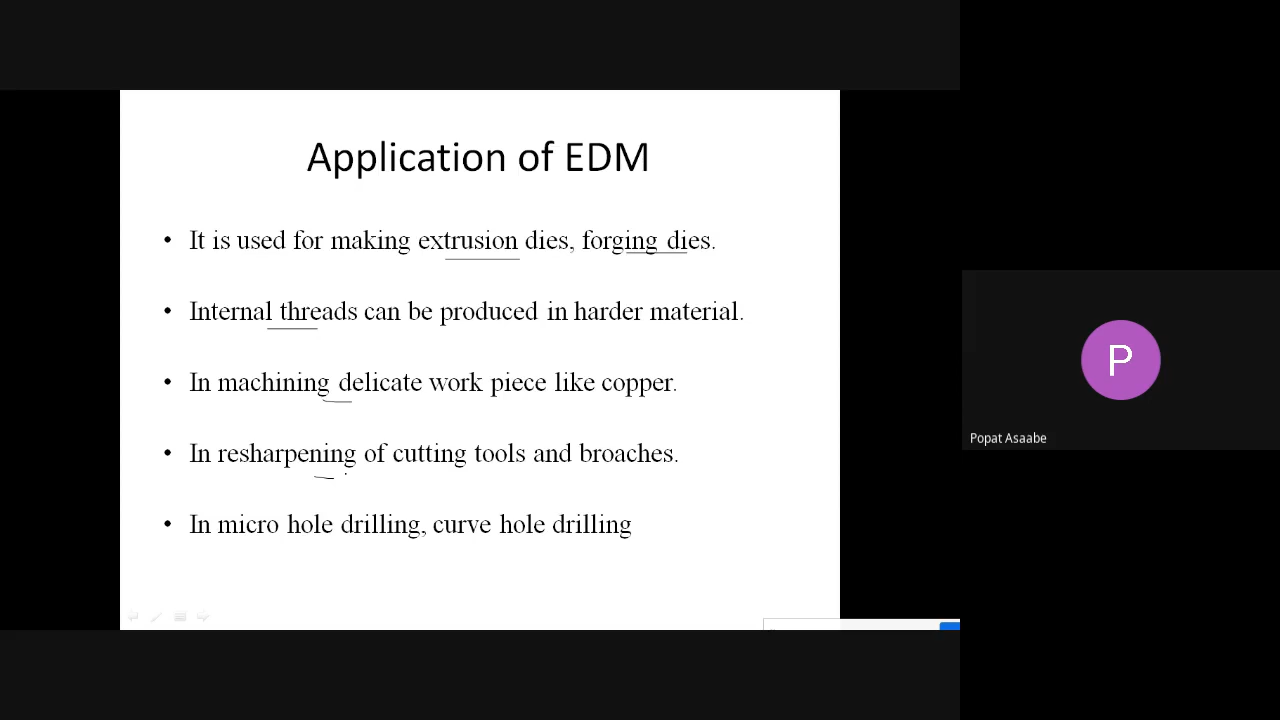 Application of EDM
• It is used for making extrusion dies, forging dies.
• Internal threads can be produced in harder material.
• In machining delicate work piece like copper.
• In resharpening of cutting tools and broaches.
• In micro hole drilling, curve hole drilling
P
Popat Asaabe